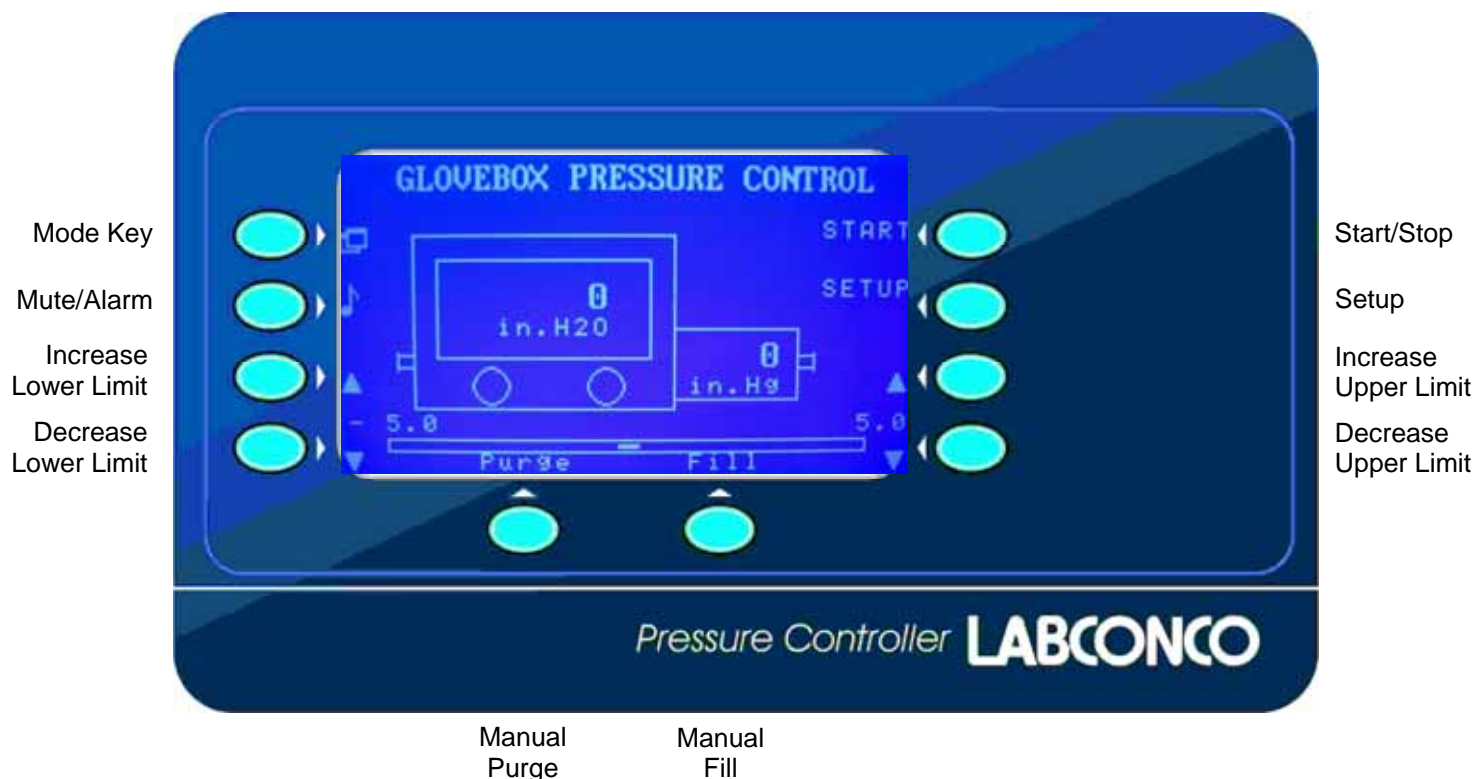 GLOVEBOX PRESSURE CONTROL
Mode Key
START
Start/Stop
Mute/Alarm
0
in.H2O
SETUP
Setup
Increase
Lower Limit
0
in.Hg
Increase
Upper Limit
Decrease
Lower Limit
- 5.0
5.0
Decrease
Upper Limit
Purge
Fill
Pressure Controller LABCONCO
Manual
Purge
Manual
Fill